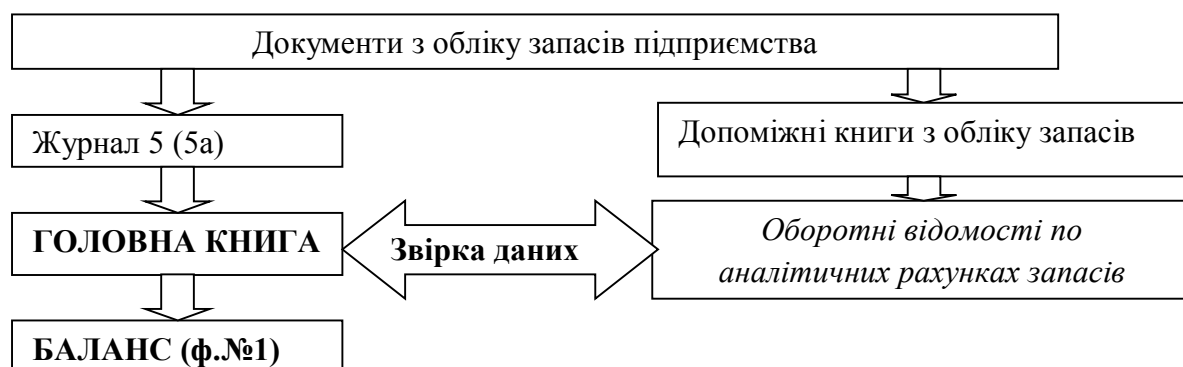 Документи з обліку запасів підприємства
Журнал 5 (5а)
Допоміжні книги з обліку запасів
ГОЛОВНА КНИГА
Звірка даних
Оборотні відомості по
аналітичних рахунках запасів
БАЛАНС (ф.№1)